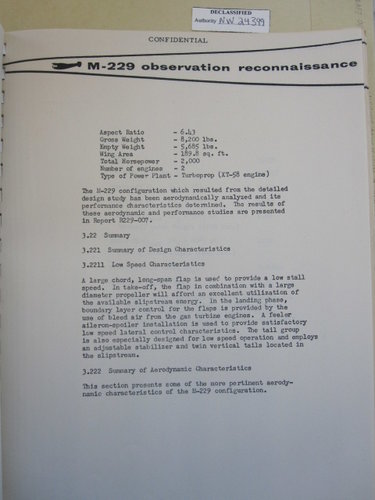 DECLASSIFIED
Authority NW 24399
CONFIDENTIAL
M-229 observation reconnaissance
Aspect Ratio - 6.43
Gross Weight - 8,200 lbs.
Empty Weight - 5,685 lbs.
Wing Area - 189.8 sq. ft.
Total Horsepower - 2,000
Number of engines - 2
Type of Power Plant - Turboprop (XT-58 engine)
The M-229 configuration which resulted from the detailed
design study has been aerodynamically analyzed and its
performance characteristics determined. The results of
these aerodynamic and performance studies are presented
in Report R229-007.
3.22 Summary
3.221 Summary of Design Characteristics
3.2211 Low Speed Characteristics
A large chord, long-span flap is used to provide a low stall
speed. In take-off, the flap in combination with a large
diameter propeller will afford an excellent utilization of
the available slipstream energy. In the landing phase,
boundary layer control for the flaps is provided by the
use of bleed air from the gas turbine engines. A feeler
aileron-spoiler installation is used to provide satisfactory
low speed lateral control characteristics. The tail group
is also especially designed for low speed operation and employs
an adjustable stabilizer and twin vertical tails located in
the slipstream.
3.222 Summary of Aerodynamic Characteristics
This section presents some of the more pertinent aerody-
namic characteristics of the M-229 configuration.